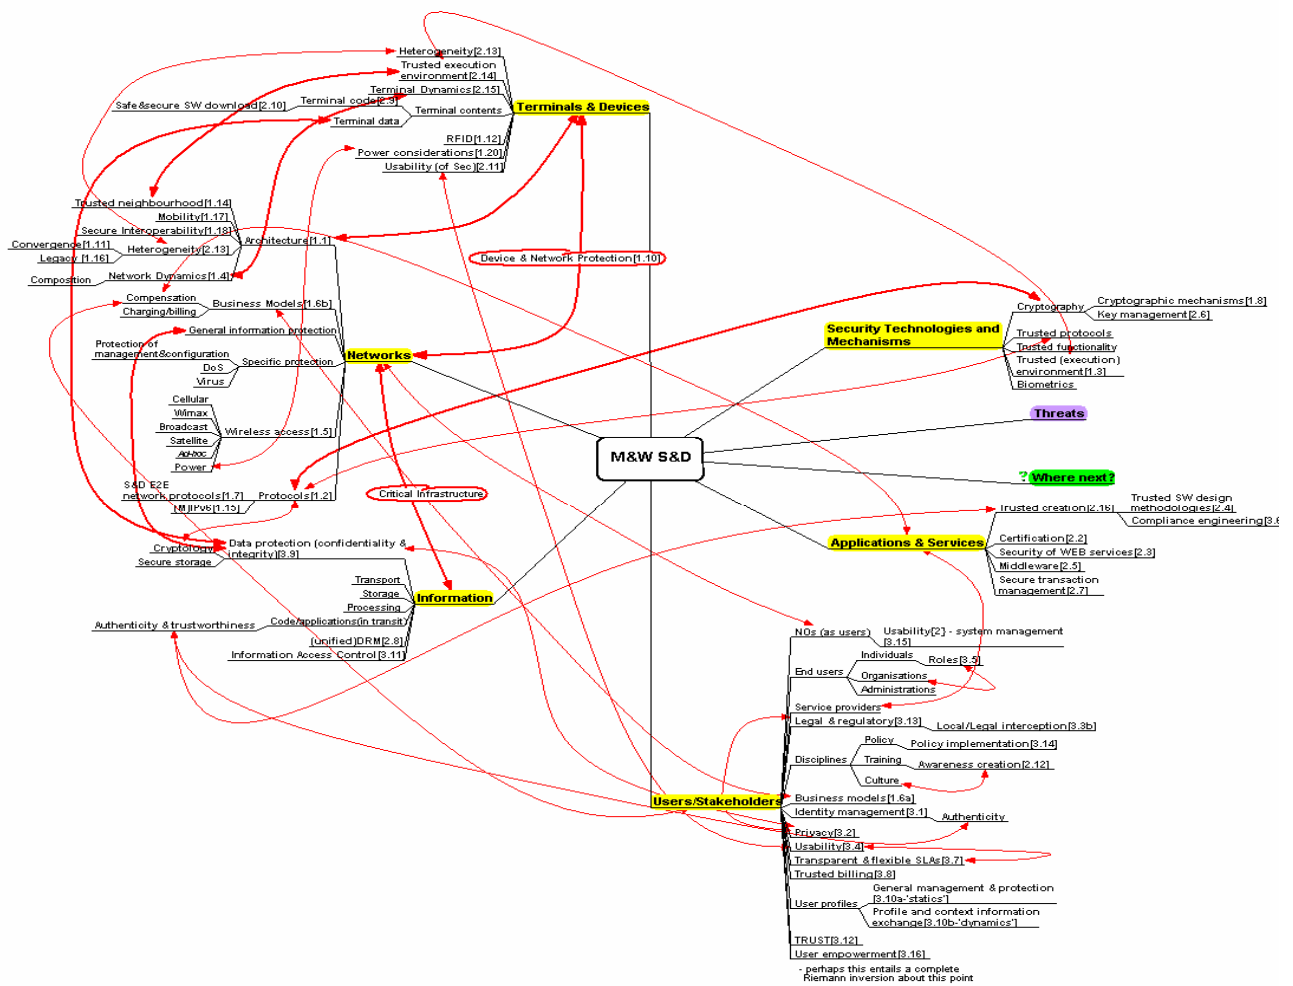 Heterogeneity[2.13]
Trusted execution
environment[2.14]
Terminal Dynamics[2.15]
Safe&secure SW download[2.10]
Terminal code[2.9]
Terminal contents
Terminal data
Terminals & Devices
RFID[1.12]
Power considerations[1.20]
Usability (of Sec)[2.11]
Trusted neighbourhood[1.14]
Mobility[1.17]
Secure Interoperability[1.18]
Convergence[1.11]
Heterogeneity[2.13]
Legacy [1.16]
Architecture[1.1]
Composition
Network Dynamics[1.4]
Device & Network Protection[1.10]
Compensation
Charging/billing
Business Models[1.6b]
General information protection
Protection of
management&configuration
DoS
Virus
Specific protection
Networks
Cellular
Wimax
Broadcast
Satellite
Ad-hoc
Power
Wireless access[1.5]
S&D E2E
network protocols[1.7]
[M]IPv6[1.15]
Protocols[1.2]
Critical Infrastructure
M&W S&D
Security Technologies and
Mechanisms
Cryptography
Cryptographic mechanisms[1.8]
Key management[2.6]
Trusted protocols
Trusted functionality
Trusted (execution)
environment[1.3]
Biometrics
Threats
? Where next?
Applications & Services
Trusted creation[2.16]
Trusted SW design
methodologies[2.4]
Compliance engineering[3.6
Certification[2.2]
Security of WEB services[2.3]
Middleware[2.5]
Secure transaction
management[2.7]
Data protection (confidentiality &
integrity)[3.9]
Cryptology
Secure storage
Information
Transport
Storage
Processing
Authenticity & trustworthiness
Code/applications(in transit)
(unified)DRM[2.8]
Information Access Control[3.11]
Users/Stakeholders
NOs (as users)
Usability[2] - system management
[3.15]
End users
Individuals
Roles[3.5]
Organisations
Administrations
Service providers
Legal & regulatory[3.13]
Local/Legal interception[3.3b]
Disciplines
Policy
Policy implementation[3.14]
Training
Awareness creation[2.12]
Culture
Business models[1.6a]
Identity management[3.1]
Authenticity
Privacy[3.2]
Usability[3.4]
Transparent & flexible SLAs[3.7]
Trusted billing[3.8]
User profiles
General management & protection
[3.10a-'statics']
Profile and context information
exchange[3.10b-'dynamics']
TRUST[3.12]
User empowerment[3.16]
- perhaps this entails a complete
Riemann inversion about this point